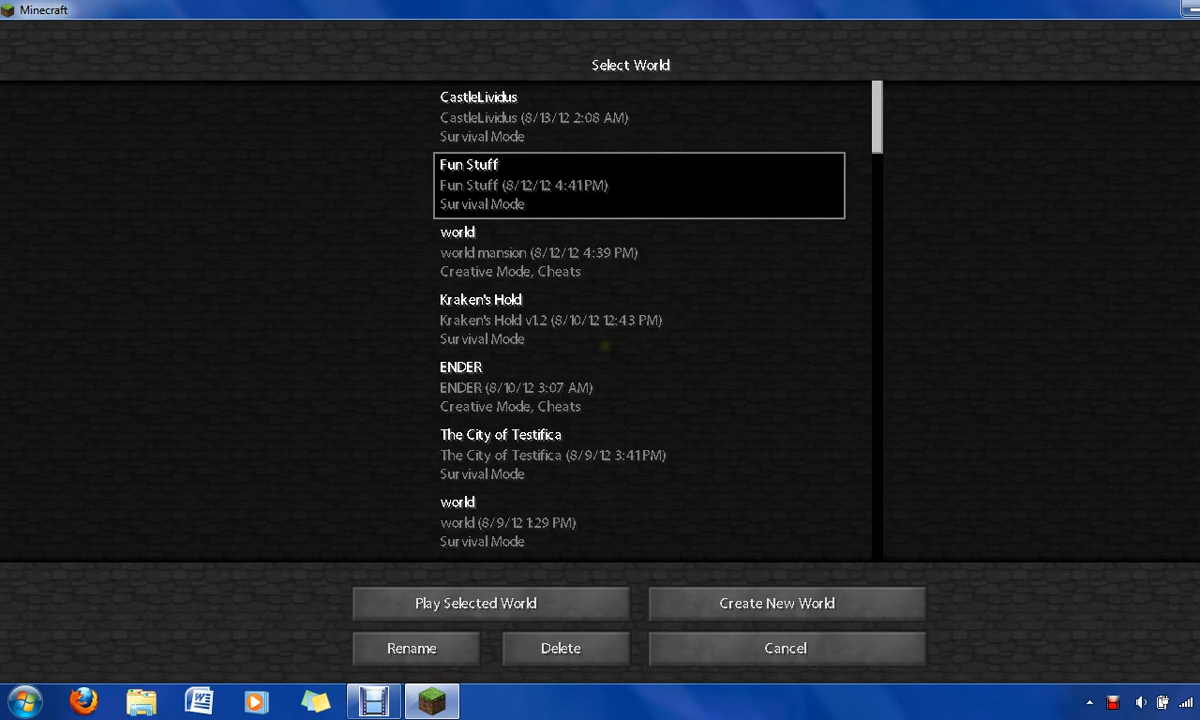 Minecraft
Select World
CastleLividus
CastleLividus (8/13/12 2:08 AM)
Survival Mode
Fun Stuff
Fun Stuff (8/12/12 4:41 PM)
Survival Mode
world
world mansion (8/12/12 4:39 PM)
Creative Mode, Cheats
Kraken's Hold
Kraken's Hold v1.2 (8/10/12 12:43 PM)
Survival Mode
ENDER
ENDER (8/10/12 3:07 AM)
Creative Mode, Cheats
The City of Testifica
The City of Testifica (8/9/12 3:41 PM)
Survival Mode
world
world (8/9/12 1:29 PM)
Survival Mode
Play Selected World
Create New World
Rename
Delete
Cancel